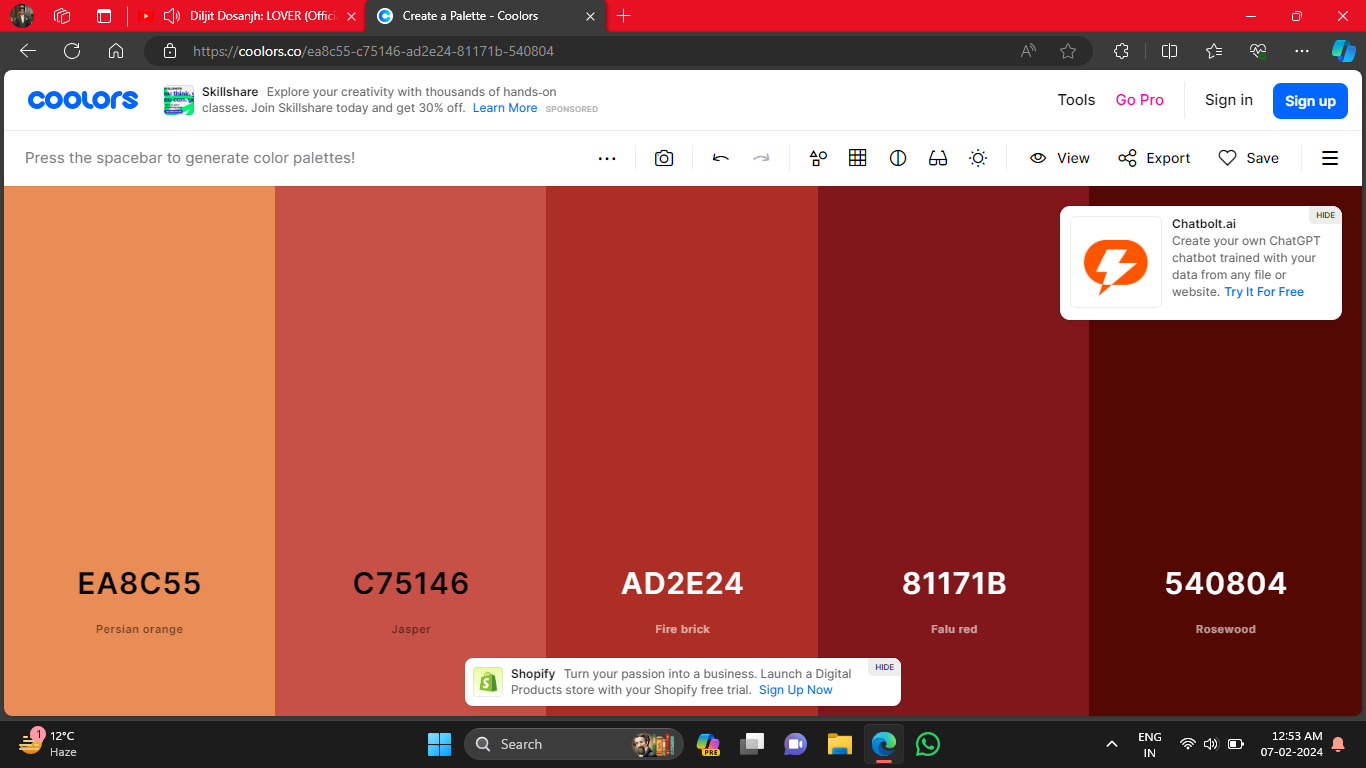 Diljit Dosanjh: LOVER (Offici
Create a Palette - Coolors
https://coolors.co/ea8c55-c75146-ad2e24-81171b-540804
coolors
Skillshare Explore your creativity with thousands of hands-on
classes. Join Skillshare today and get 30% off. Learn More SPONSORED
Tools
Go Pro
Sign in
Sign up
Press the spacebar to generate color palettes!
View
Export
Save
HIDE
Chatbolt.ai
Create your own ChatGPT
chatbot trained with your
data from any file or
website. Try It For Free
EA8C55
Persian orange
C75146
Jasper
AD2E24
Fire brick
81171B
Falu red
540804
Rosewood
HIDE
Shopify Turn your passion into a business. Launch a Digital
Products store with your Shopify free trial. Sign Up Now
1
12°C
Haze
Search
PRE
ENG
IN
12:53 AM
07-02-2024